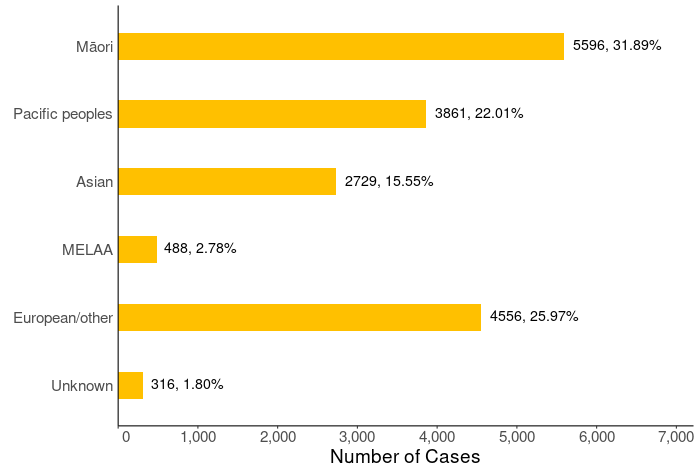 Māori 5596, 31.89%
Pacific peoples 3861, 22.01%
Asian 2729, 15.55%
MELAA 488, 2.78%
European/other 4556, 25.97%
Unknown 316, 1.80%
0 1,000 2,000 3,000 4,000 5,000 6,000 7,000
Number of Cases